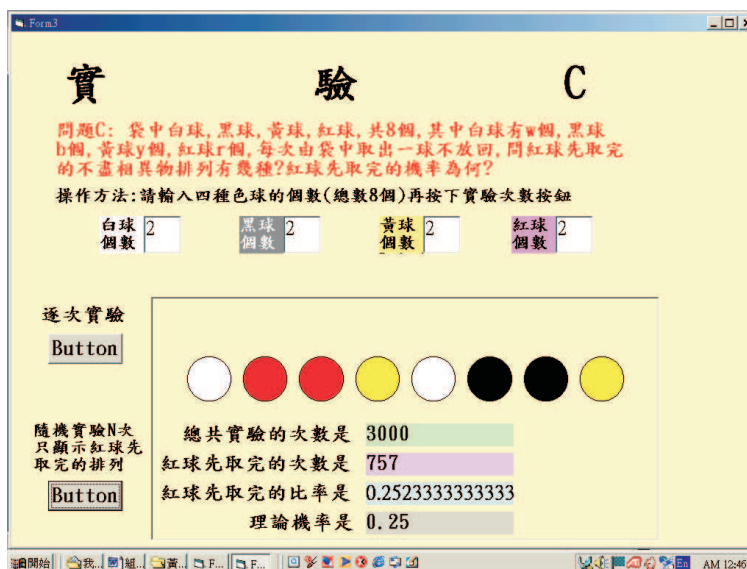 Form3
實 驗 C
問題C: 袋中白球,黑球,黃球,紅球,共8個,其中白球有w個,黑球
b個,黃球y個,紅球r個,每次由袋中取出一球不放回,問紅球先取完
的不盡相異物排列有幾種?紅球先取完的機率為何?
操作方法:請輸入四種色球的個數(總數8個)再按下實驗次數按鈕
白球 個數 2
黑球 個數 2
黃球 個數 2
紅球 個數 2
逐次實驗
Button
隨機實驗N次
只顯示紅球先
取完的排列
Button
總共實驗的次數是 3000
紅球先取完的次數是 757
紅球先取完的比率是 0.2523333333333
理論機率是 0.25
開始 我... 組... 黃... F... F... En AM 12:46